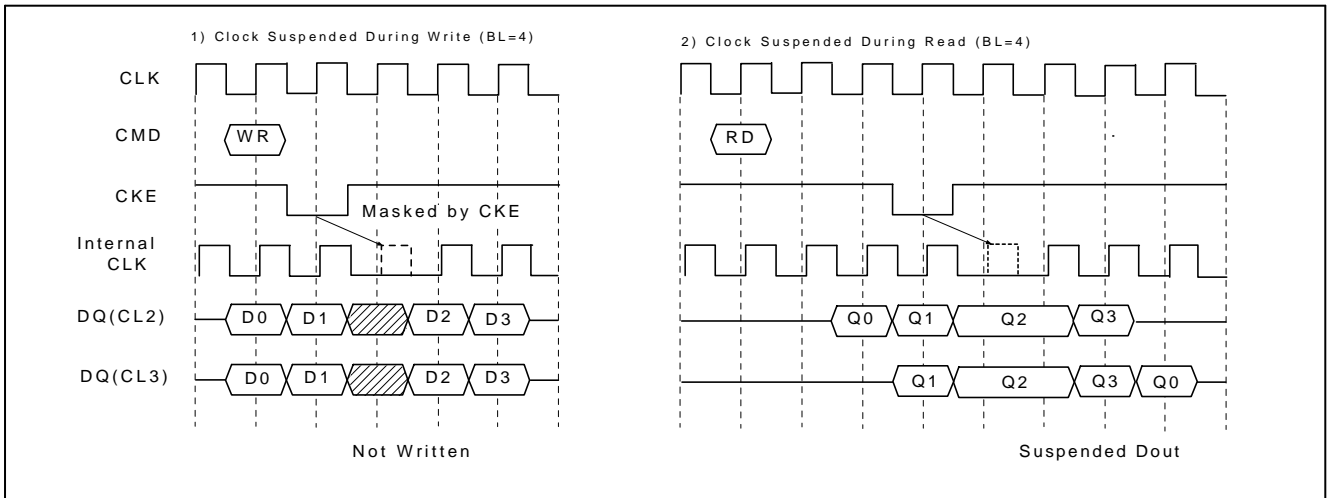 1) Clock Suspended During Write (BL=4)
2) Clock Suspended During Read (BL=4)
CLK
CMD
WR
RD
CKE
Masked by CKE
Internal
CLK
DQ(CL2)
D0 D1 D2 D3
Q0 Q1 Q2 Q3
DQ(CL3)
D0 D1 D2 D3
Q1 Q2 Q3 Q0
Not Written
Suspended Dout